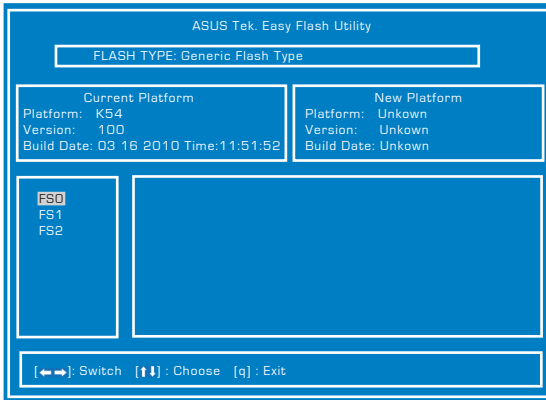 ASUS Tek. Easy Flash Utility
FLASH TYPE: Generic Flash Type
Current Platform
Platform: K54
Version: 100
Build Date: 03 16 2010 Time:11:51:52
New Platform
Platform: Unkown
Version: Unkown
Build Date: Unkown
FS0
FS1
FS2
[←→]: Switch [↑↓] : Choose [q] : Exit